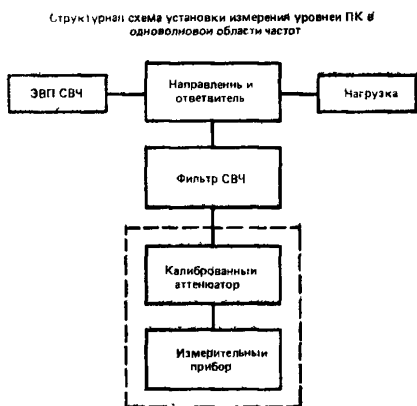 Структурная схема установки измерения уровней ПК в
одноволновой области частот
ЭВП СВЧ
Направленный
ответвитель
Нагрузка
Фильтр СВЧ
Калиброванный
аттенюатор
Измерительный
прибор